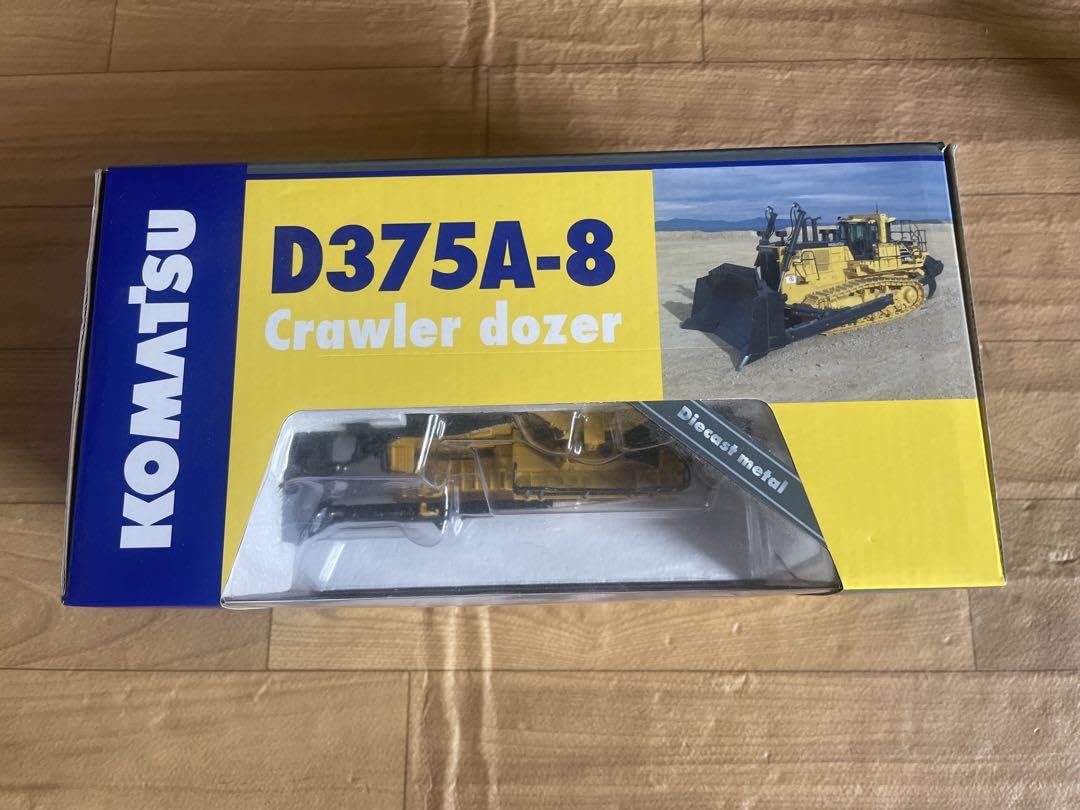 KOMATSU
D375A-8
Crawler dozer
Diecast metal